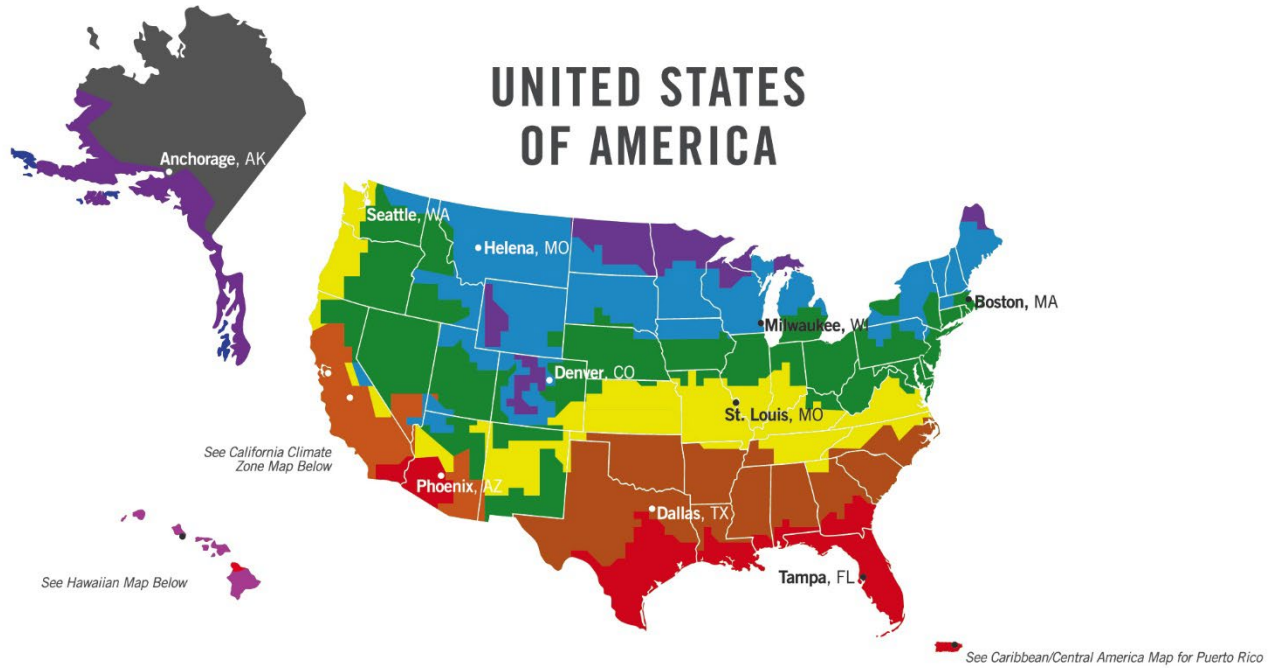 UNITED STATES
OF AMERICA
Anchorage, AK
Seattle, WA
Helena, MO
Boston, MA
Milwaukee, WI
Denver, CO
St. Louis, MO
See California Climate
Zone Map Below
Phoenix, AZ
Dallas, TX
See Hawaiian Map Below
Tampa, FL
See Caribbean/Central America Map for Puerto Rico